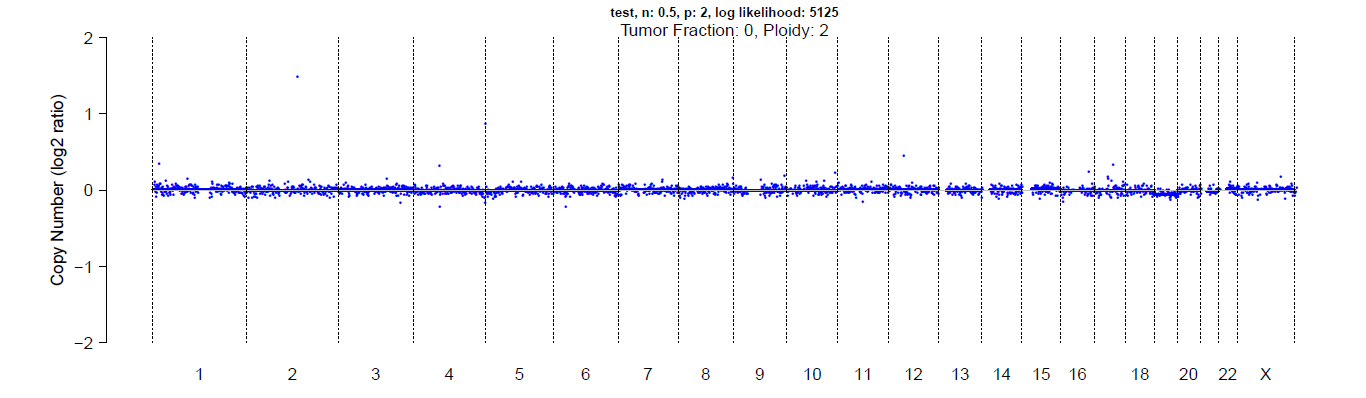 test, n: 0.5, p: 2, log likelihood: 5125
Tumor Fraction: 0, Ploidy: 2
Copy Number (log2 ratio)
2
1
0
−1
−2
1 2 3 4 5 6 7 8 9 10 11 12 13 14 15 16 18 20 22 X